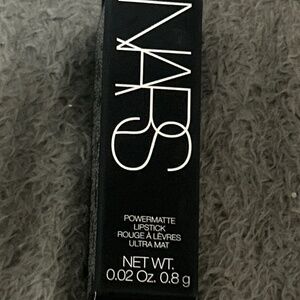 NARS
POWERMATTE
LIPSTICK
ROUGE À LÈVRES
ULTRA MAT
NET WT.
0.02 Oz. 0.8 g